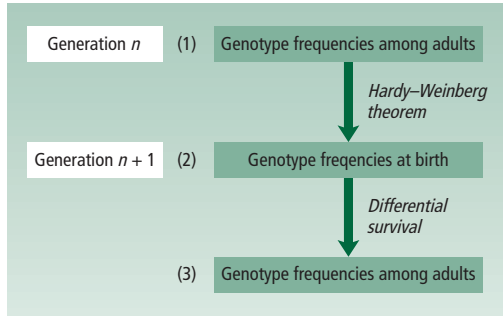 Generation n (1) Genotype frequencies among adults
Hardy–Weinberg
theorem
Generation n + 1 (2) Genotype freqencies at birth
Differential
survival
(3) Genotype frequencies among adults